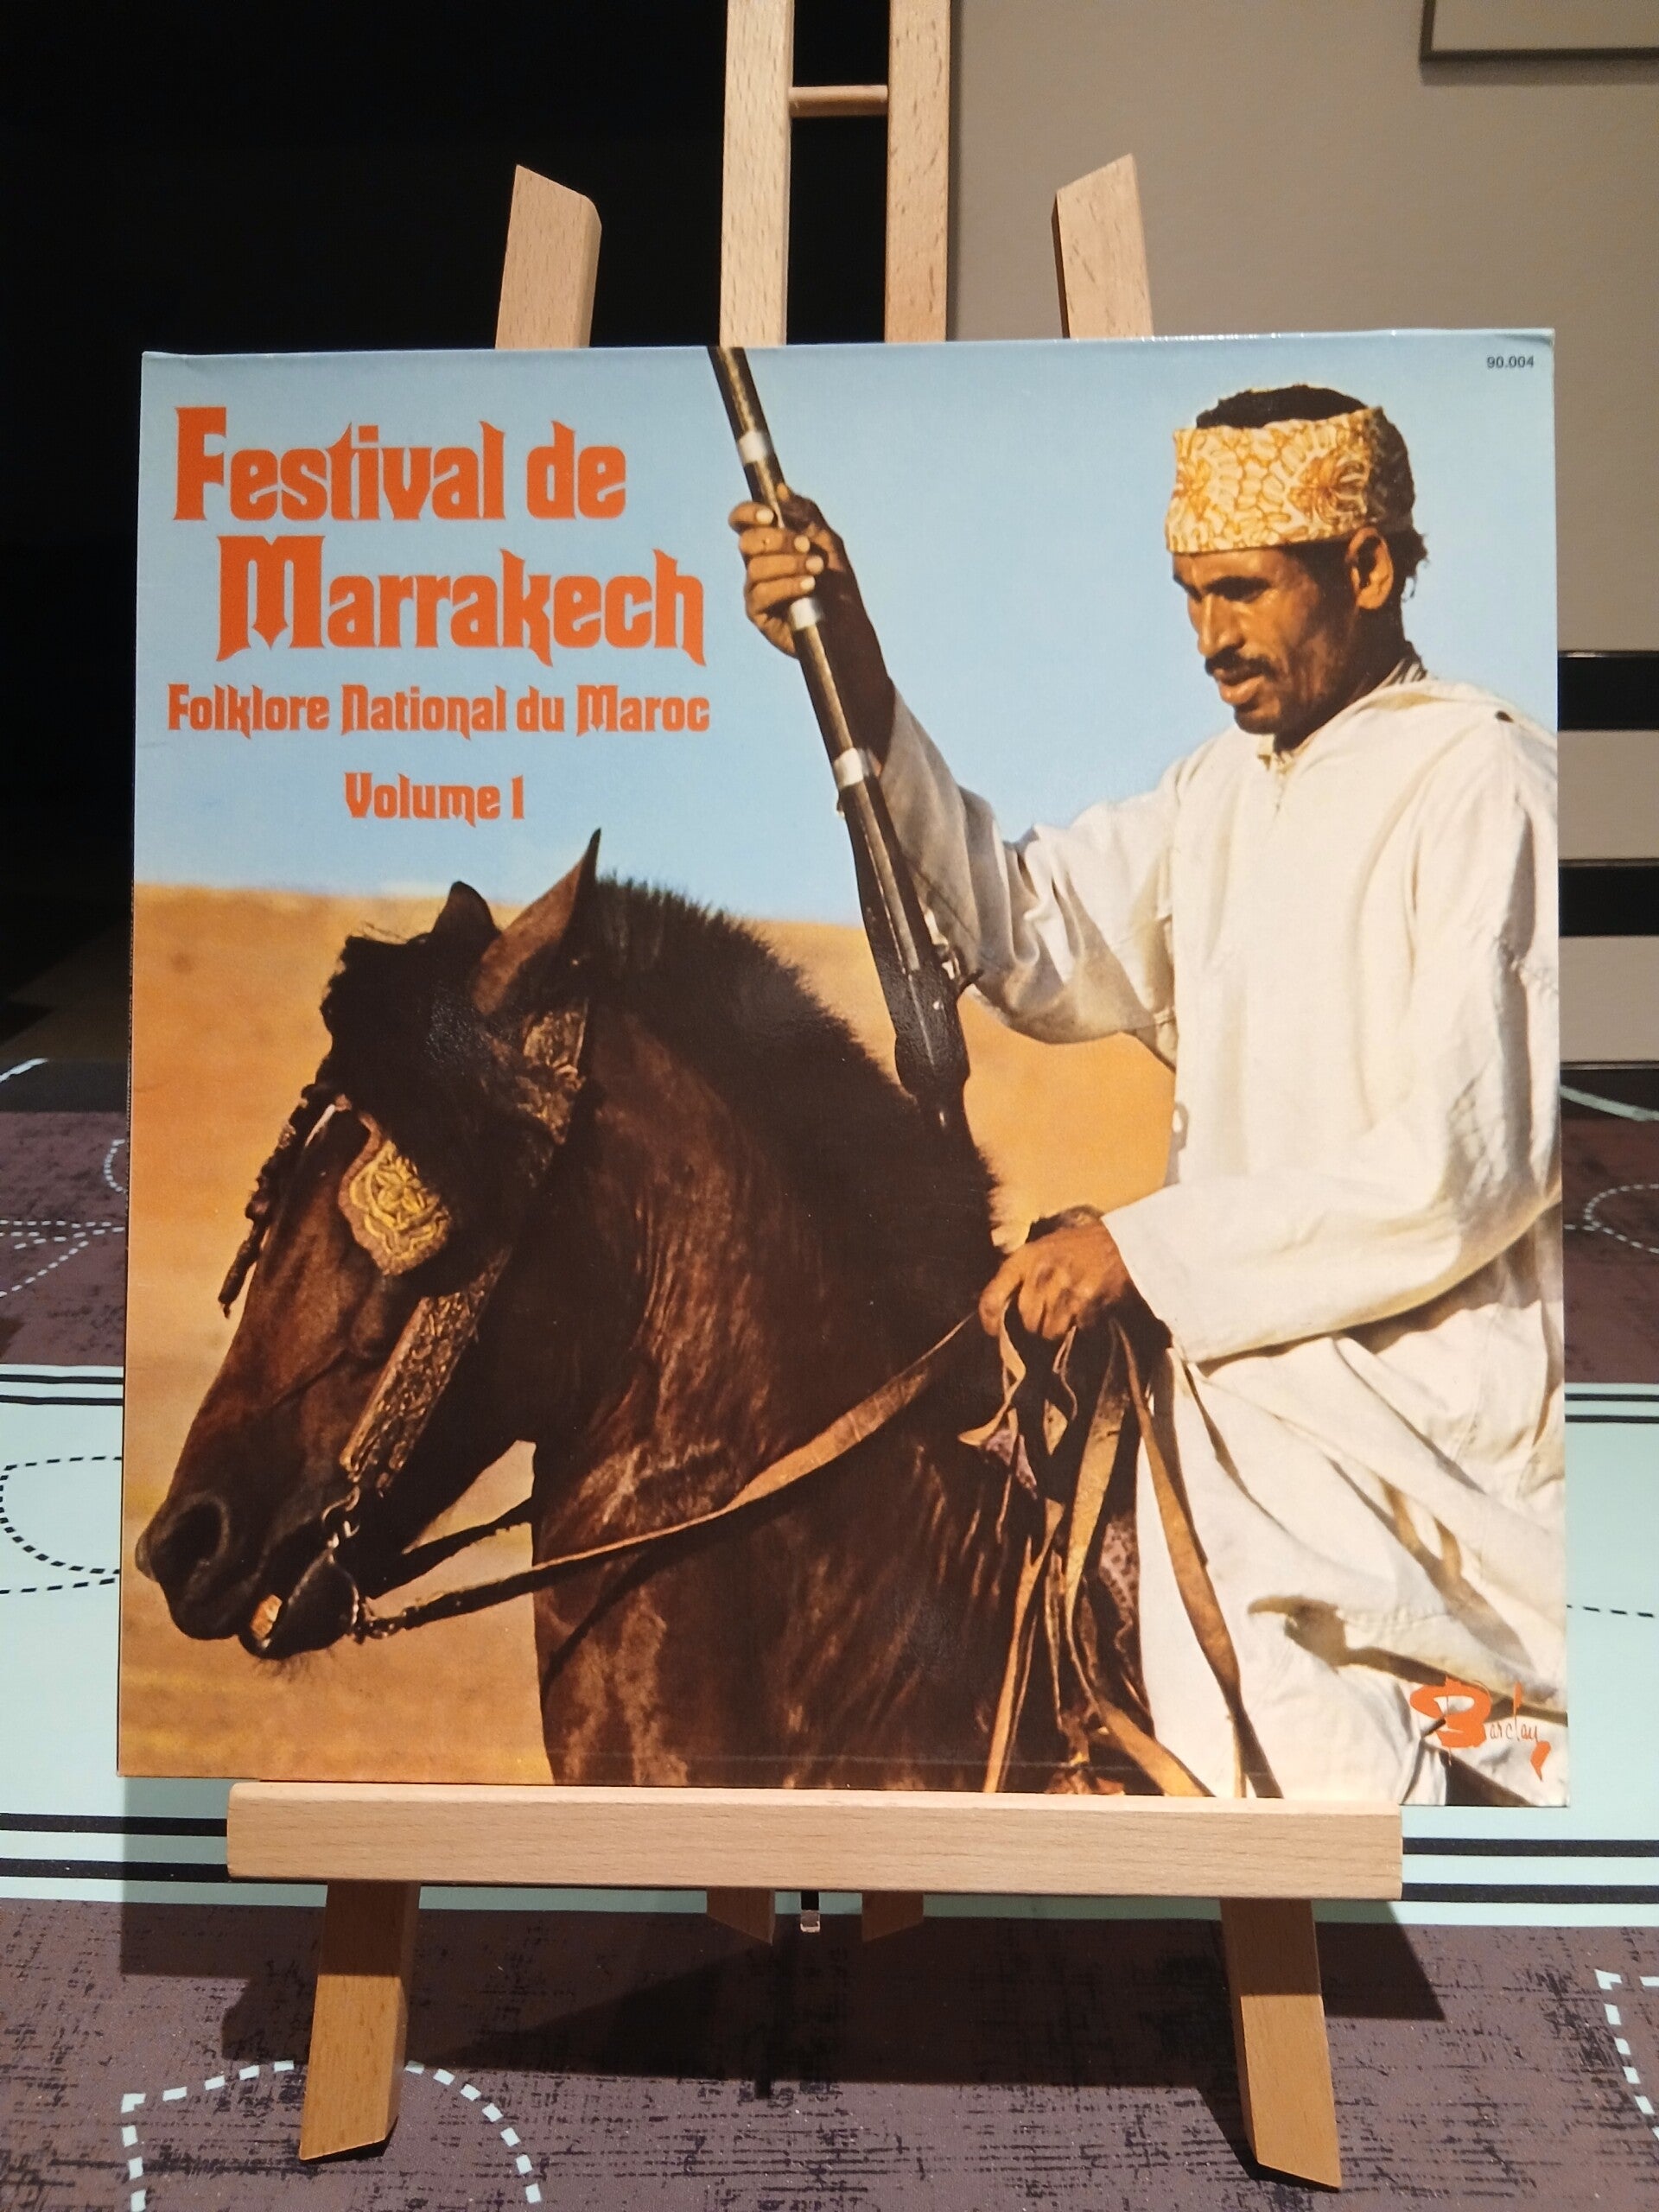 90.004
Festival de
Marrakech
Folklore National du Maroc
Volume 1
Barclay